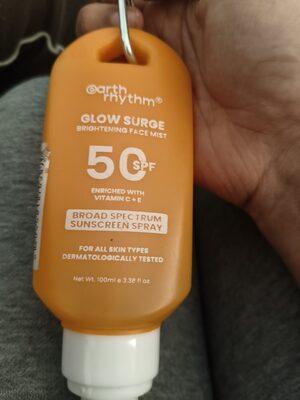 earth
rhythm®
GLOW SURGE
BRIGHTENING FACE MIST
50 SPF
ENRICHED WITH
VITAMIN C + E
BROAD SPECTRUM
SUNSCREEN SPRAY
FOR ALL SKIN TYPES
DERMATOLOGICALLY TESTED
Net Wt. 100ml e 3.38 fl oz